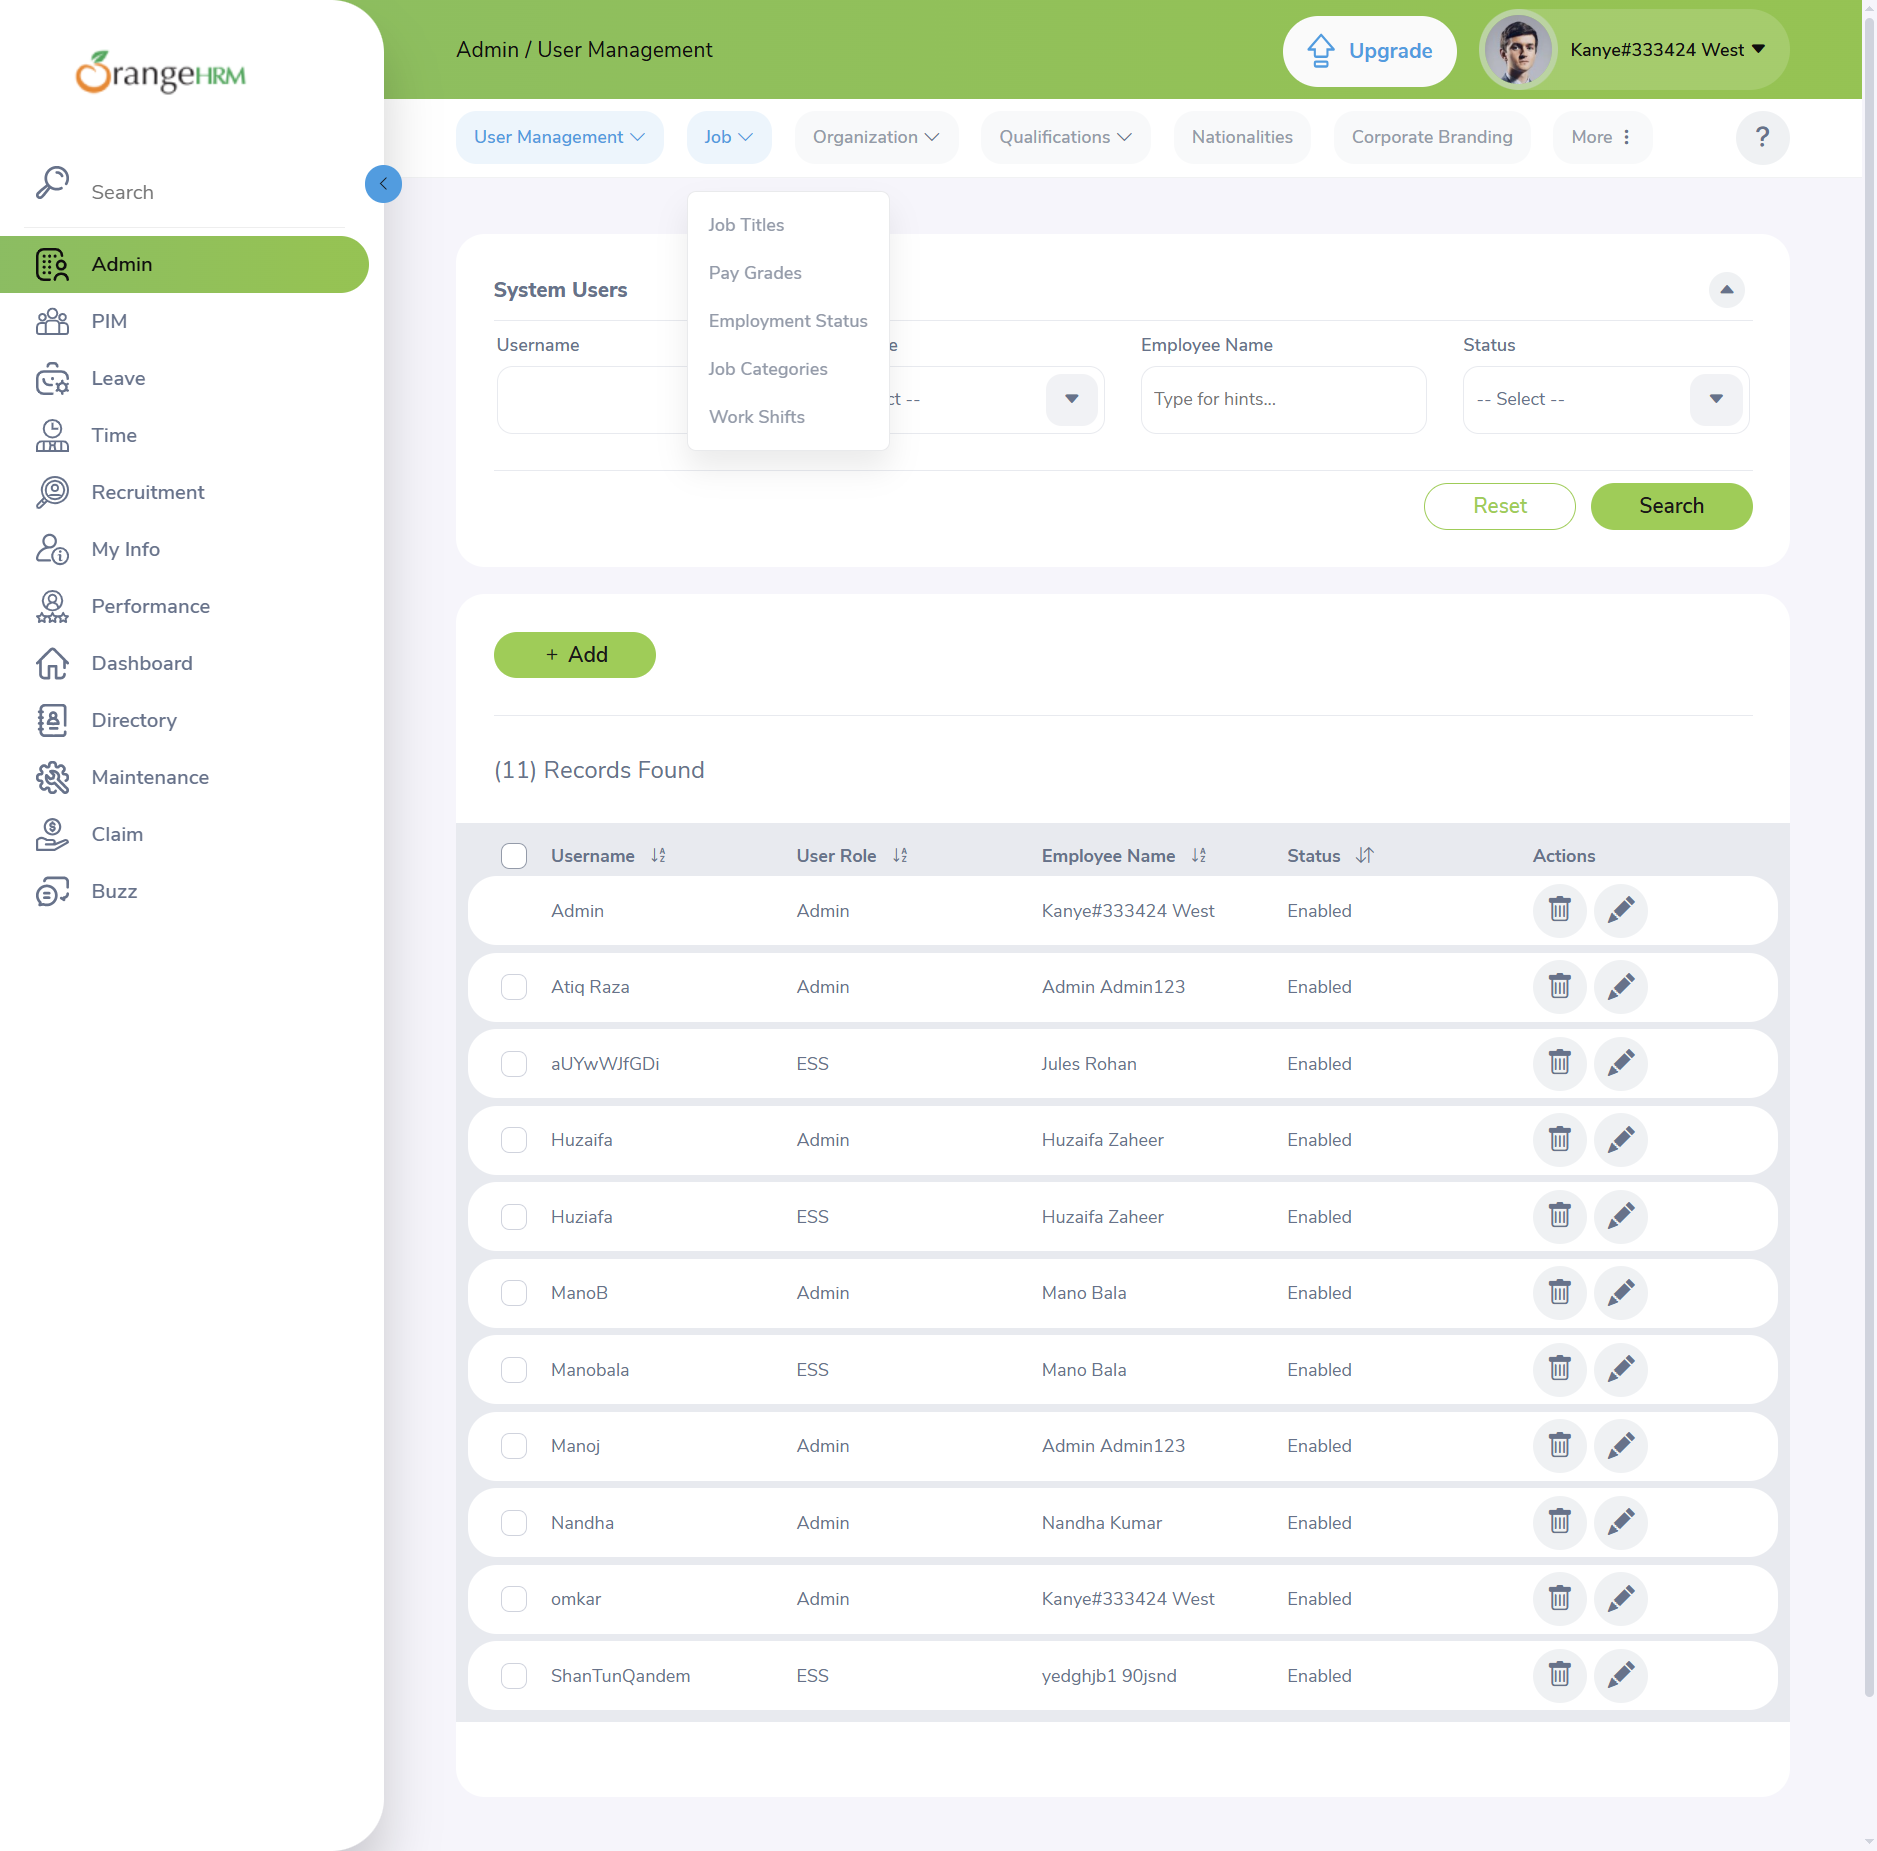 OrangeHRM
Admin / User Management
Upgrade
Kanye#333424 West
User Management
Job
Organization
Qualifications
Nationalities
Corporate Branding
More
?
Search
Admin
PIM
Leave
Time
Recruitment
My Info
Performance
Dashboard
Directory
Maintenance
Claim
Buzz
Job Titles
Pay Grades
Employment Status
Job Categories
Work Shifts
System Users
Username
e
Employee Name
Status
ct --
Type for hints...
-- Select --
Reset
Search
+ Add
(11) Records Found
Username User Role Employee Name Status Actions
Admin Admin Kanye#333424 West Enabled
Atiq Raza Admin Admin Admin123 Enabled
aUYwWJfGDi ESS Jules Rohan Enabled
Huzaifa Admin Huzaifa Zaheer Enabled
Huziafa ESS Huzaifa Zaheer Enabled
ManoB Admin Mano Bala Enabled
Manobala ESS Mano Bala Enabled
Manoj Admin Admin Admin123 Enabled
Nandha Admin Nandha Kumar Enabled
omkar Admin Kanye#333424 West Enabled
ShanTunQandem ESS yedghjb1 90jsnd Enabled